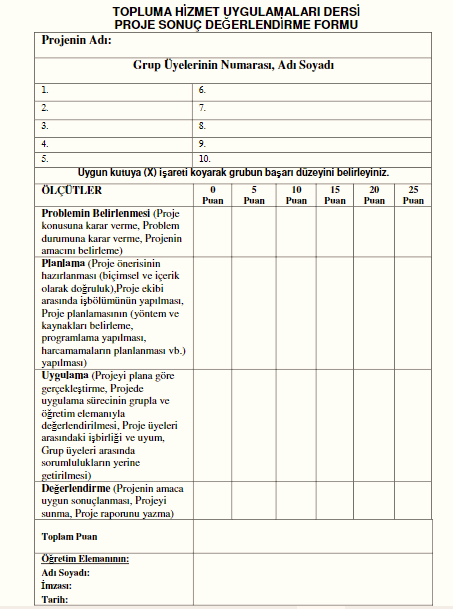 TOPLUMA HİZMET UYGULAMALARI DERSİ
PROJE SONUÇ DEĞERLENDİRME FORMU
Projenin Adı:
Grup Üyelerinin Numarası, Adı Soyadı
1. 6.
2. 7.
3. 8.
4. 9.
5. 10.
Uygun kutuya (X) işareti koyarak grubun başarı düzeyini belirleyiniz.
ÖLÇÜTLER 0 Puan 5 Puan 10 Puan 15 Puan 20 Puan 25 Puan
Problemin Belirlenmesi (Proje
konusuna karar verme, Problem
durumuna karar verme, Projenin
amacını belirleme)
Planlama (Proje önerisinin
hazırlanması (biçimsel ve içerik
olarak doğruluk),Proje ekibi
arasında işbölümünün yapılması,
Proje planlamasının (yöntem ve
kaynakları belirleme,
programlama yapılması,
harcamamaların planlanması vb.)
yapılması)
Uygulama (Projeyi plana göre
gerçekleştirme, Projede
uygulama sürecinin grupla ve
öğretim elemanıyla
değerlendirilmesi, Proje üyeleri
arasındaki işbirliği ve uyum,
Grup üyeleri arasında
sorumlulukların yerine
getirilmesi)
Değerlendirme (Projenin amaca
uygun sonuçlanması, Projeyi
sunma, Proje raporunu yazma)
Toplam Puan
Öğretim Elemanının:
Adı Soyadı:
İmzası:
Tarih: